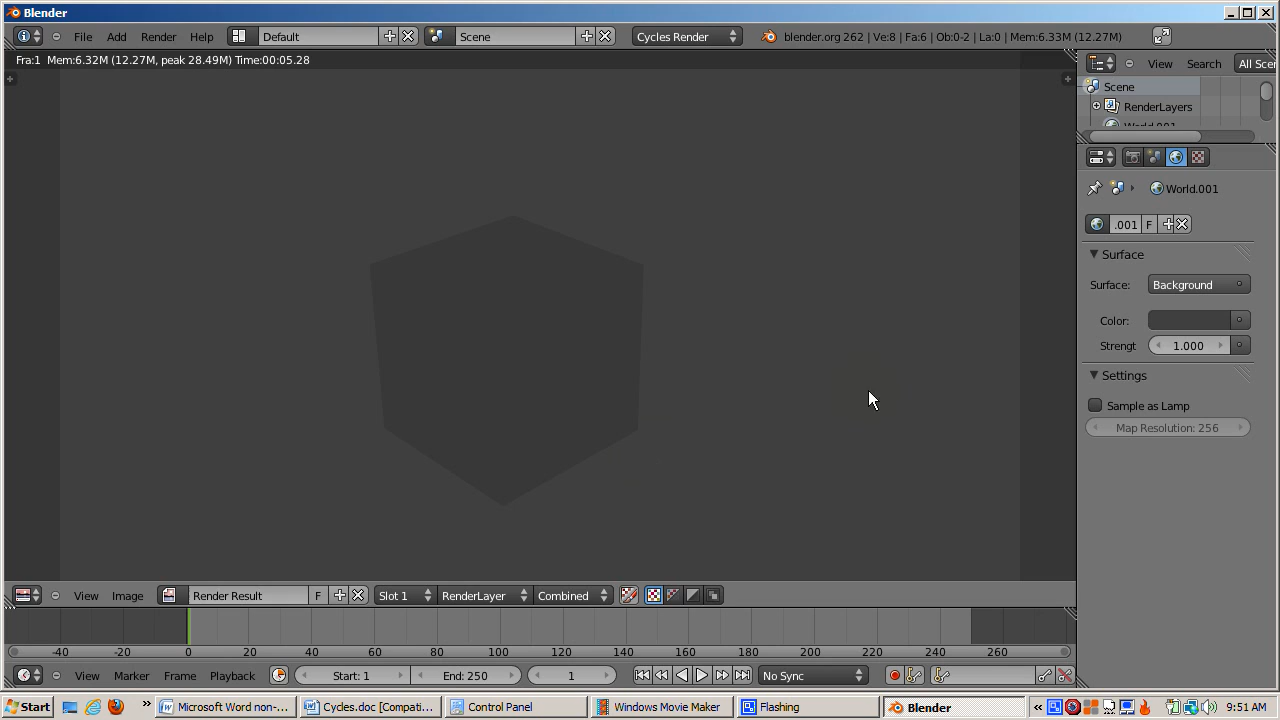 Blender
File Add Render Help Default Scene Cycles Render blender.org 262 | Ve:8 | Fa:6 | Ob:0-2 | La:0 | Mem:6.33M (12.27M)
Fra:1 Mem:6.32M (12.27M, peak 28.49M) Time:00:05.28
View Search All Scen
Scene
RenderLayers
World.001
World.001
.001 F
Surface
Surface: Background
Color:
Strengt 1.000
Settings
Sample as Lamp
Map Resolution: 256
View Image Render Result F Slot 1 RenderLayer Combined
-40 -20 0 20 40 60 80 100 120 140 160 180 200 220 240 260
View Marker Frame Playback Start: 1 End: 250 1 No Sync
Start » Microsoft Word non-... Cycles.doc [Compati... Control Panel Windows Movie Maker Flashing Blender « 9:51 AM